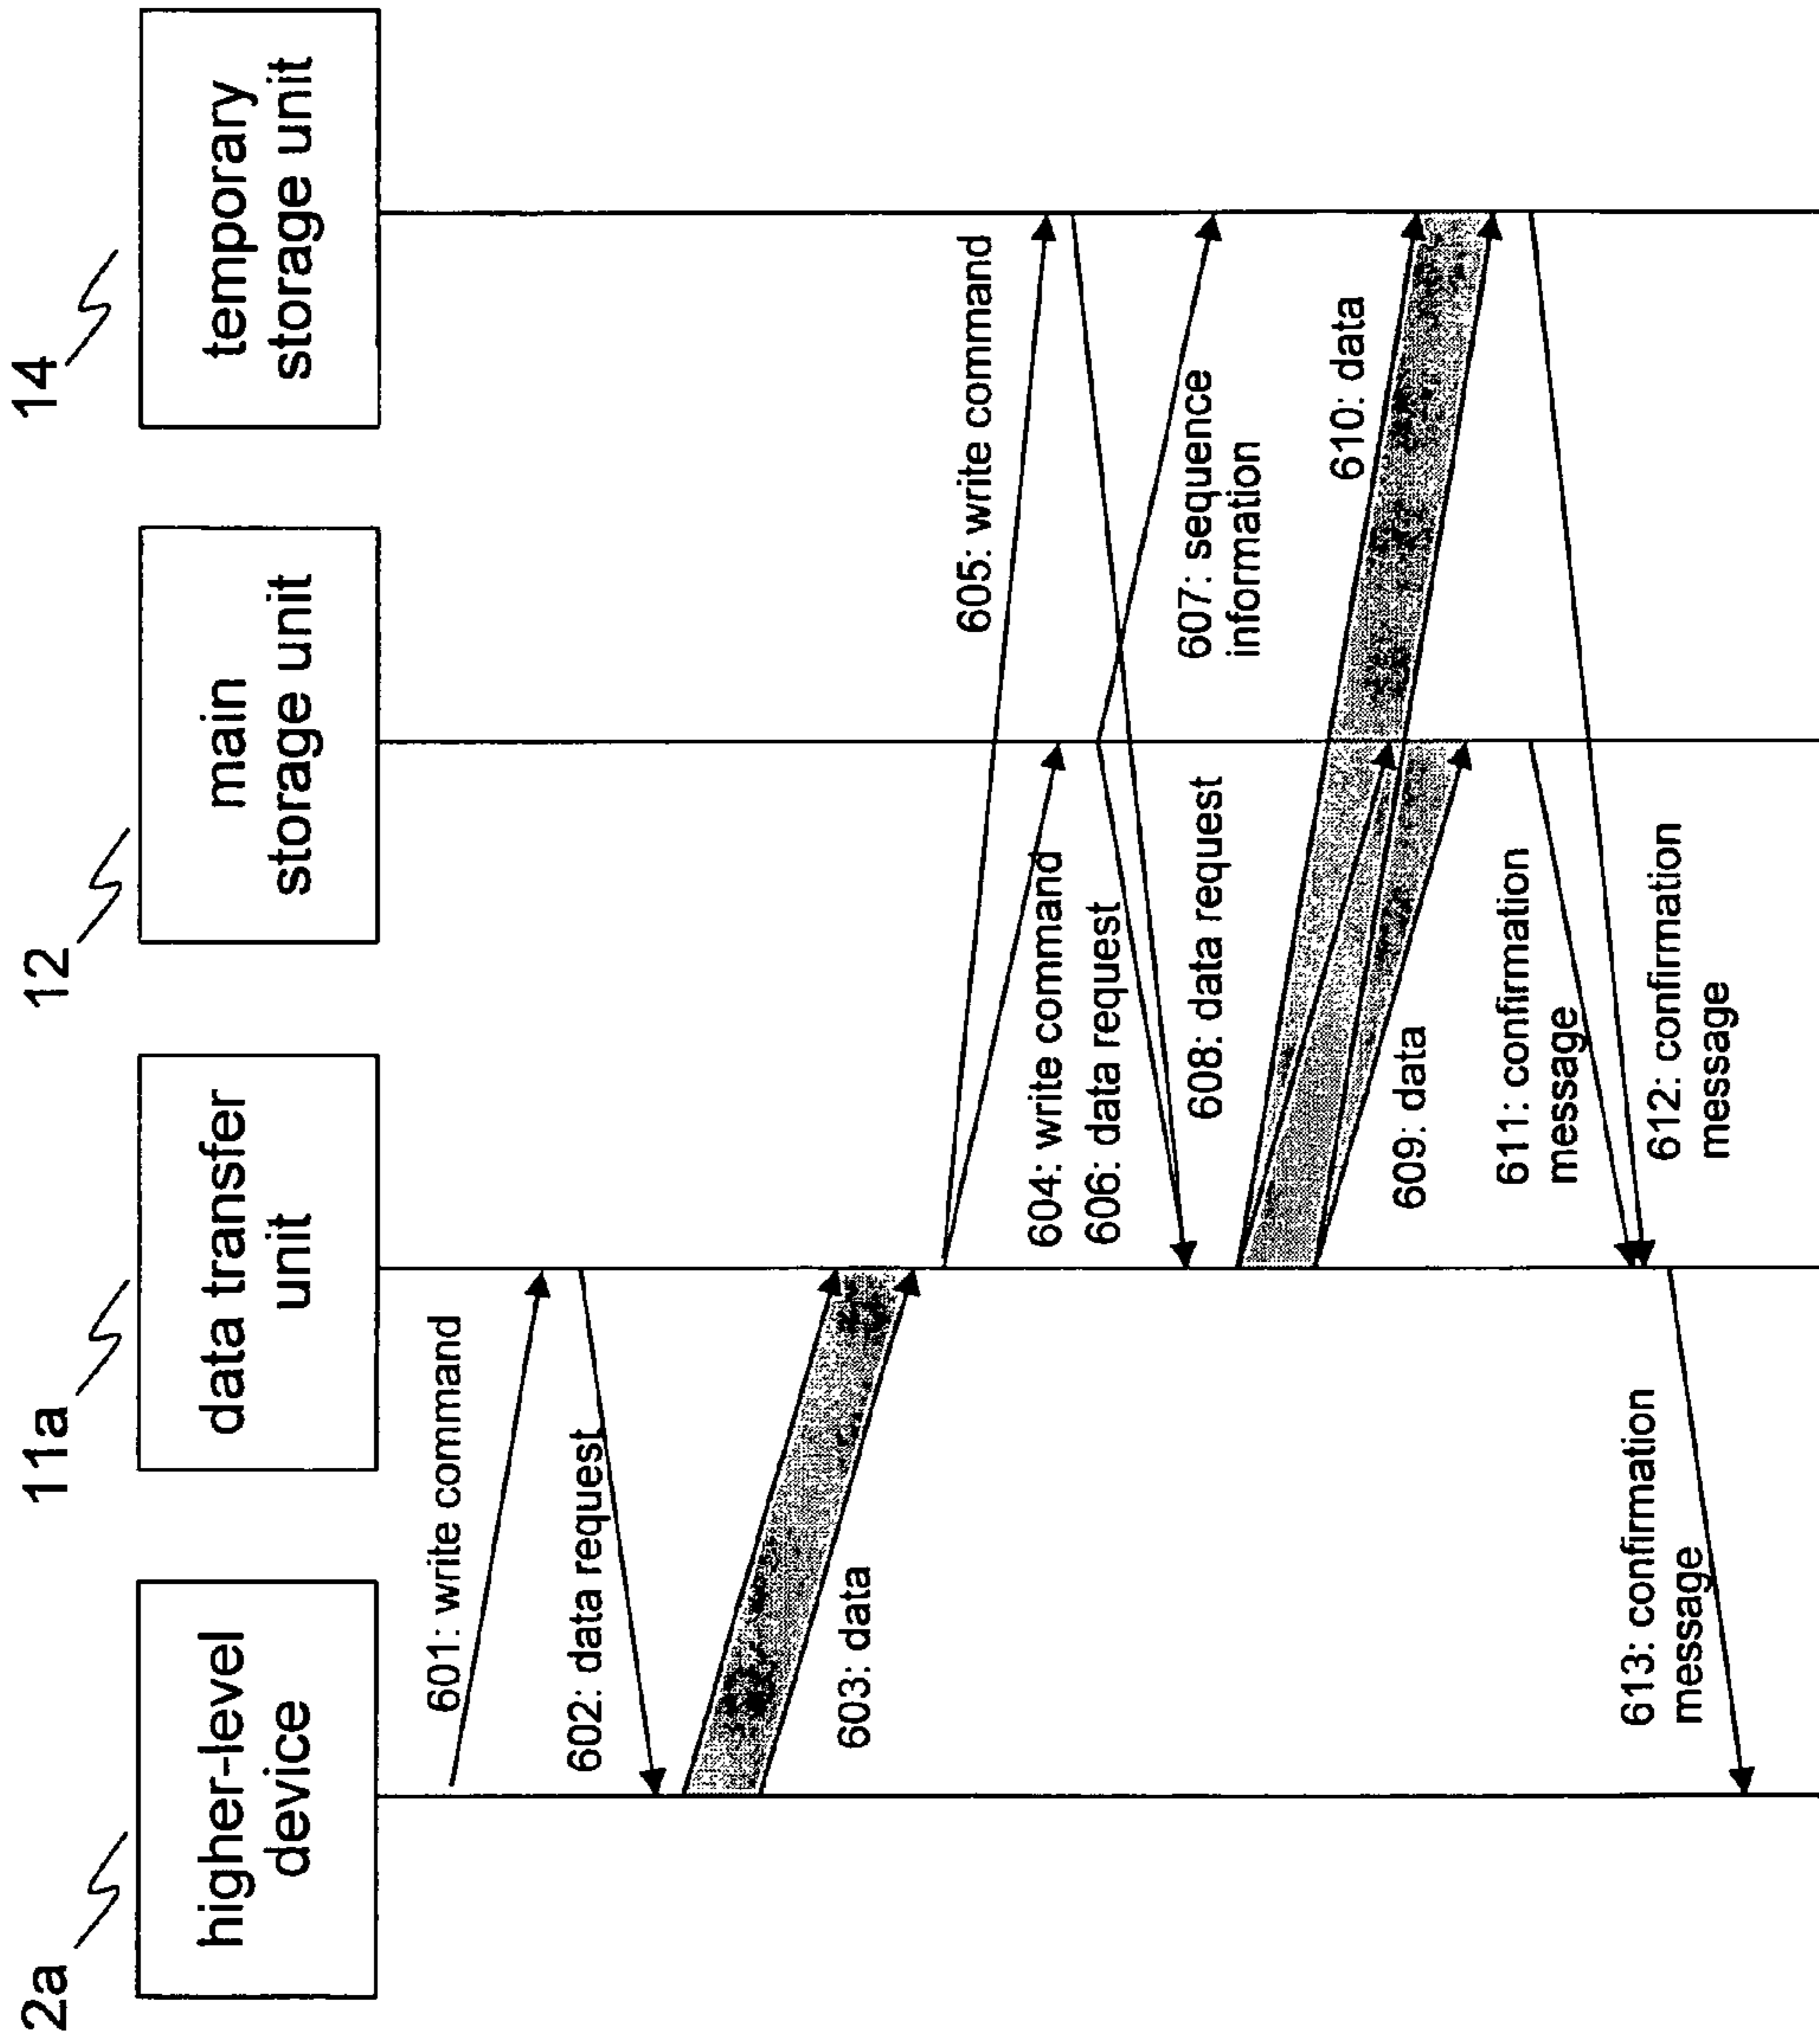 2a
higher-level
device
11a
data transfer
unit
12
main
storage unit
14
temporary
storage unit
601: write command
602: data request
603: data
604: write command
605: write command
606: data request
607: sequence
information
608: data request
609: data
610: data
611: confirmation
message
612: confirmation
message
613: confirmation
message